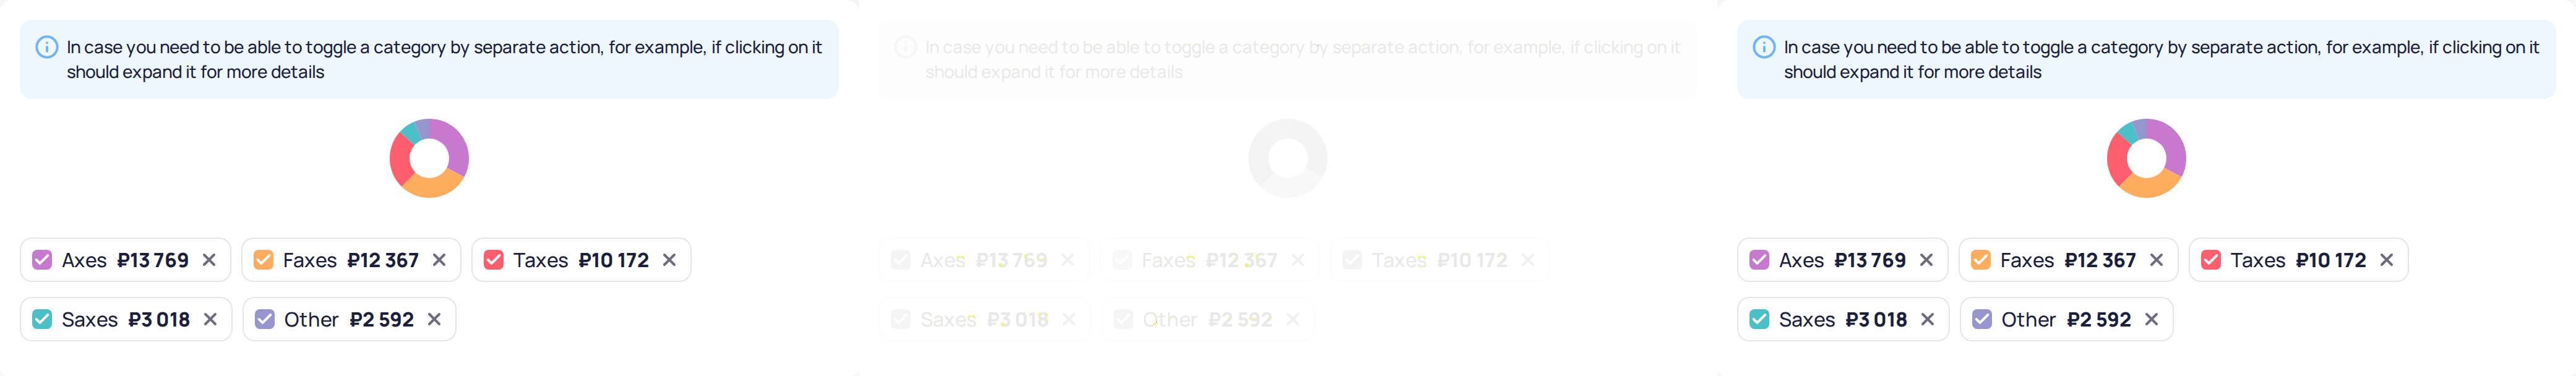 In case you need to be able to toggle a category by separate action, for example, if clicking on it
should expand it for more details
Axes ₽13 769
Faxes ₽12 367
Taxes ₽10 172
Saxes ₽3 018
Other ₽2 592
In case you need to be able to toggle a category by separate action, for example, if clicking on it
should expand it for more details
Axes ₽13 769
Faxes ₽12 367
Taxes ₽10 172
Saxes ₽3 018
Other ₽2 592
In case you need to be able to toggle a category by separate action, for example, if clicking on it
should expand it for more details
Axes ₽13 769
Faxes ₽12 367
Taxes ₽10 172
Saxes ₽3 018
Other ₽2 592